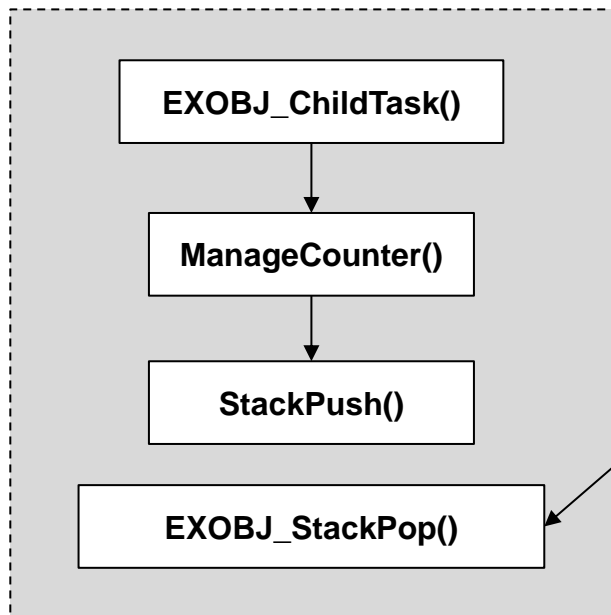 EXOBJ_ChildTask()
ManageCounter()
StackPush()
EXOBJ_StackPop()